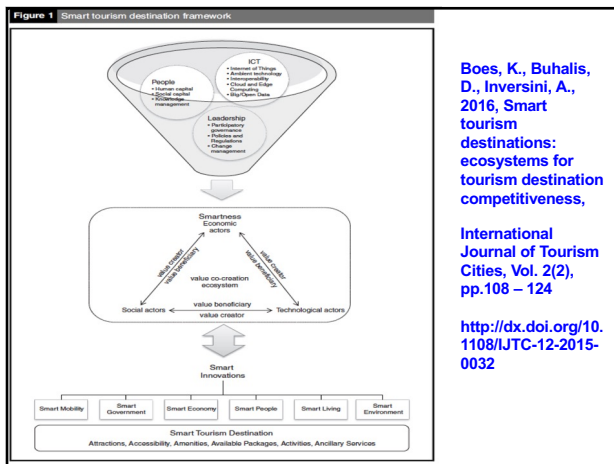 Figure 1 Smart tourism destination framework
ICT
• Internet of Things
• Ambient technology
• Interoperability
• Cloud and Edge
Computing
• Big/Open Data
People
• Human capital
• Social capital
• Knowledge
management
Leadership
• Participatory
governance
• Policies and
Regulations
• Change
management
Smartness
Economic
actors
value creator
value beneficiary
value creator
value beneficiary
value co-creation
ecosystem
Social actors
value beneficiary
value creator
Technological actors
Smart
Innovations
Smart Mobility
Smart
Government
Smart Economy
Smart People
Smart Living
Smart
Environment
Smart Tourism Destination
Attractions, Accessibility, Amenities, Available Packages, Activities, Ancillary Services
Boes, K., Buhalis,
D., Inversini, A.,
2016, Smart
tourism
destinations:
ecosystems for
tourism destination
competitiveness,
International
Journal of Tourism
Cities, Vol. 2(2),
pp.108 – 124
http://dx.doi.org/10.
1108/IJTC-12-2015-
0032